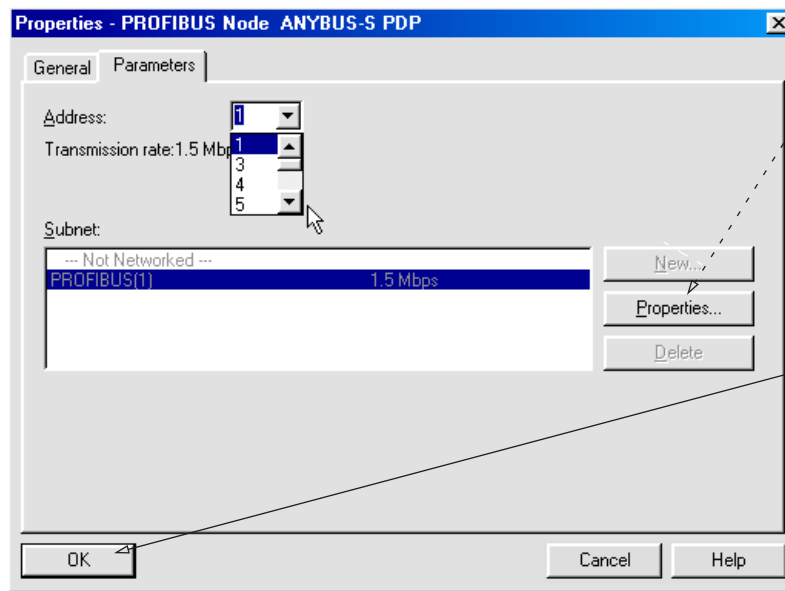 Properties - PROFIBUS Node ANYBUS-S PDP
General Parameters
Address: 1
Transmission rate:1.5 Mbp
1
3
4
5
Subnet:
--- Not Networked ---
PROFIBUS(1) 1.5 Mbps
New...
Properties...
Delete
OK Cancel Help